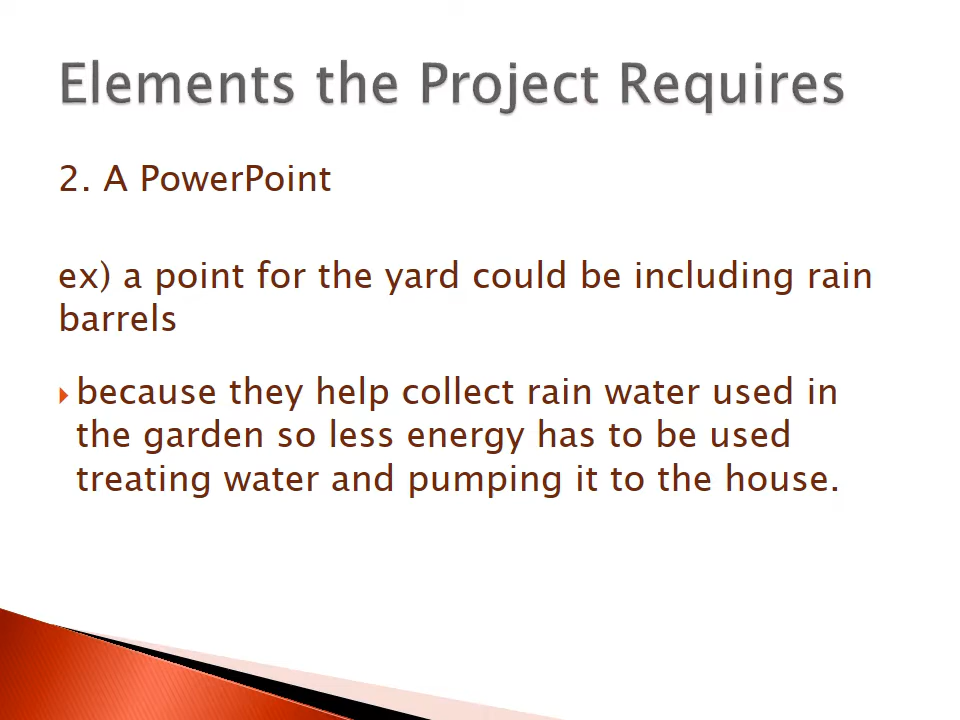 Elements the Project Requires
2. A PowerPoint
ex) a point for the yard could be including rain
barrels
because they help collect rain water used in
the garden so less energy has to be used
treating water and pumping it to the house.